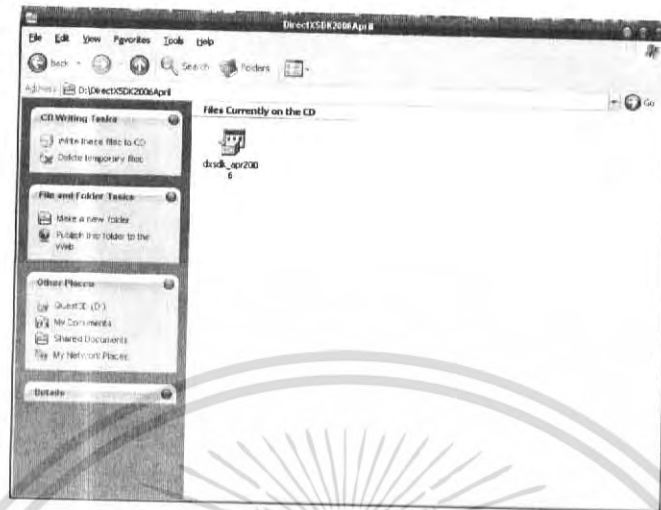 DirectXSDK2006April
File Edit View Favorites Tools Help
Back Search Folders
Address D:\DirectXSDK2006April Go
CD Writing Tasks
Write these files to CD
Delete temporary files
File and Folder Tasks
Make a new folder
Publish this folder to the
Web
Other Places
Quest3D (D:)
My Documents
Shared Documents
My Network Places
Details
Files Currently on the CD
dxsdk_apr200
6